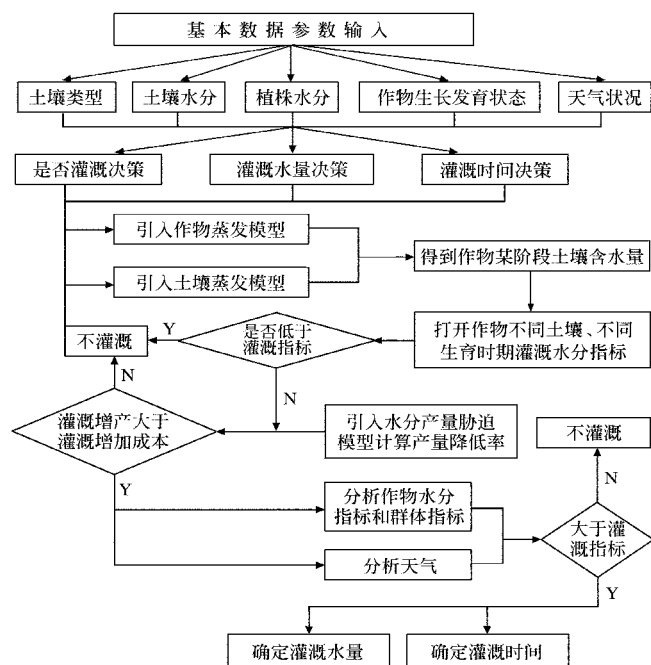 基本数据参数输入
土壤类型
土壤水分
植株水分
作物生长发育状态
天气状况
是否灌溉决策
灌溉水量决策
灌溉时间决策
引入作物蒸发模型
引入土壤蒸发模型
得到作物某阶段土壤含水量
不灌溉
Y
是否低于
灌溉指标
打开作物不同土壤、不同
生育时期灌溉水分指标
N
N
灌溉增产大于
灌溉增加成本
引入水分产量胁迫
模型计算产量降低率
不灌溉
Y
N
分析作物水分
指标和群体指标
分析天气
大于灌
溉指标
Y
确定灌溉水量
确定灌溉时间